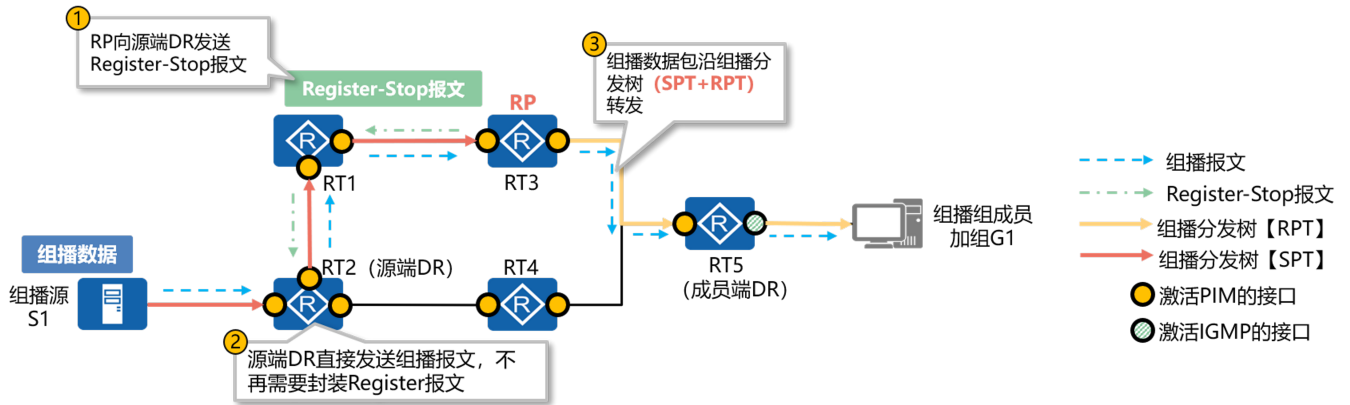 1
RP向源端DR发送
Register-Stop报文
Register-Stop报文
RP
3
组播数据包沿组播分
发树（SPT+RPT）
转发
R
RT1
R
RT3
组播数据
组播源
S1
R
RT2（源端DR）
R
RT4
R
RT5
（成员端DR）
组播组成员
加组G1
2
源端DR直接发送组播报文，不
再需要封装Register报文
组播报文
Register-Stop报文
组播分发树【RPT】
组播分发树【SPT】
激活PIM的接口
激活IGMP的接口